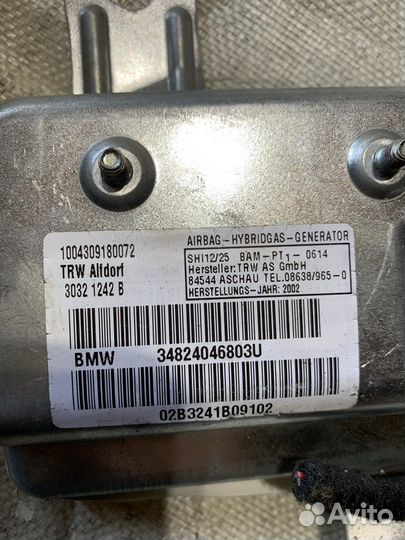 1004309180072
TRW Alfdorf
3032 1242 B
AIRBAG-HYBRIDGAS-GENERATOR
SHI12/25 BAM-PT1-0614
Hersteller:TRW AS GmbH
84544 ASCHAU TEL.08638/965-0
HERSTELLUNGS-JAHR: 2002
BMW 34824046803U
02B3241B09102
Avito